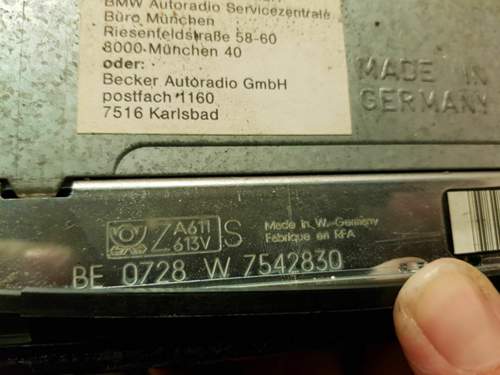 BMW Autoradio Servicezentrale
Büro München
Riesenfeldstraße 58-60
8000-München 40
oder:
Becker Autoradio GmbH
postfach 1160
7516 Karlsbad
MADE IN
GERMANY
Z A611 S
613V
Made in W. Germany
Fabrique en RFA
BE 0728 W 7542830